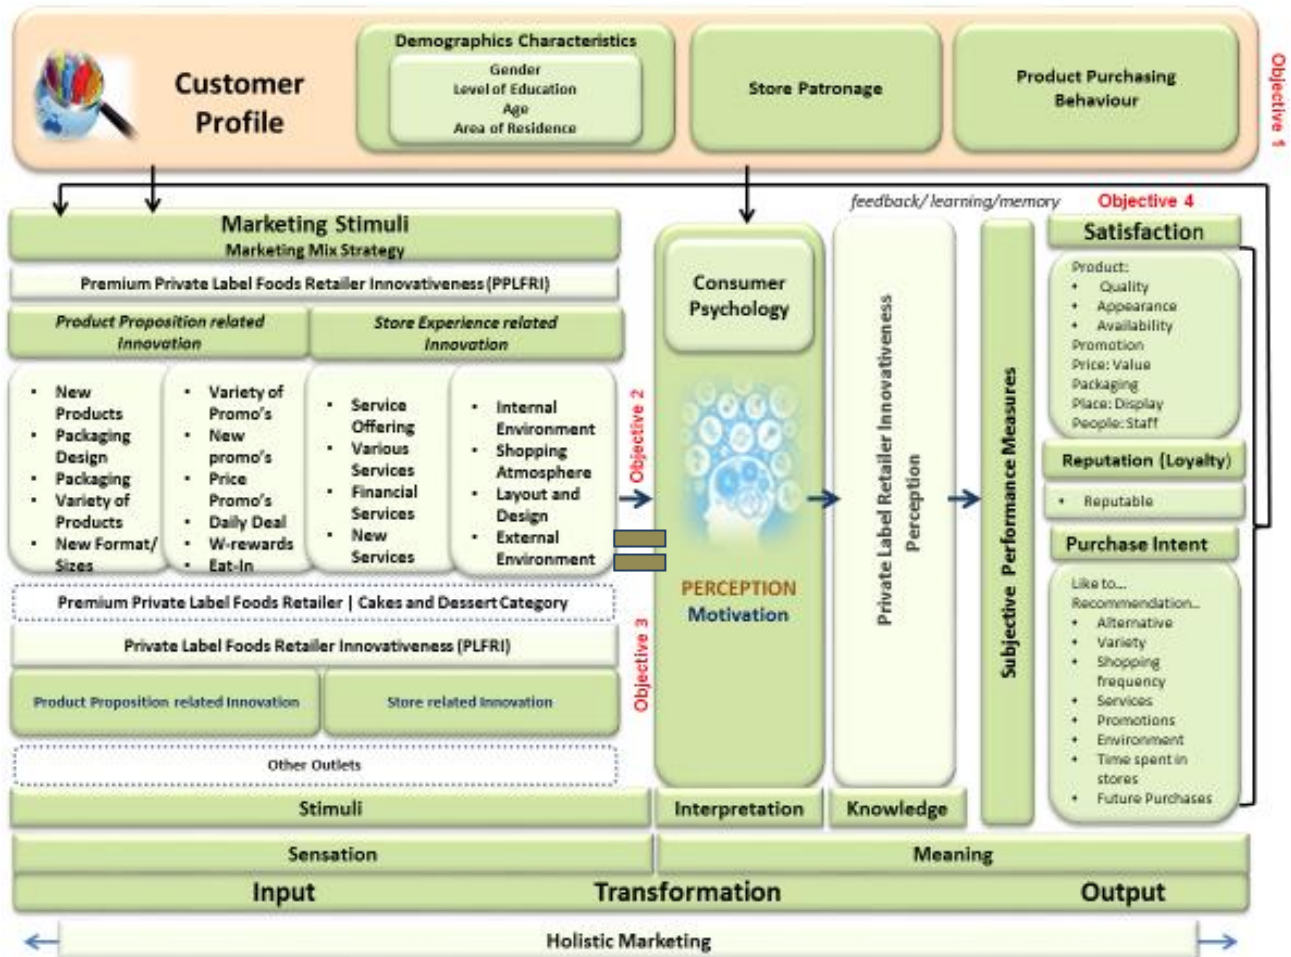 Customer
Profile
Demographics Characteristics
Gender
Level of Education
Age
Area of Residence
Store Patronage
Product Purchasing
Behaviour
Objective 1
Marketing Stimuli
Marketing Mix Strategy
Premium Private Label Foods Retailer Innovativeness (PPLFRI)
Product Proposition related
Innovation
Store Experience related
Innovation
• New
Products
• Packaging
Design
• Packaging
• Variety of
Products
• New Format/
Sizes
• Variety of
Promo's
• New
promo's
• Price
Promo's
• Daily Deal
• W-rewards
• Eat-In
• Service
Offering
• Various
Services
• Financial
Services
• New
Services
• Internal
Environment
• Shopping
Atmosphere
• Layout and
Design
• External
Environment
Objective 2
Premium Private Label Foods Retailer | Cakes and Dessert Category
Private Label Foods Retailer Innovativeness (PLFRI)
Product Proposition related Innovation
Store related Innovation
Objective 3
Other Outlets
Consumer
Psychology
PERCEPTION
Motivation
feedback/ learning/memory
Private Label Retailer Innovativeness
Perception
Subjective Performance Measures
Objective 4
Satisfaction
Product:
• Quality
• Appearance
• Availability
Promotion
Price: Value
Packaging
Place: Display
People: Staff
Reputation (Loyalty)
• Reputable
Purchase Intent
Like to...
Recommendation...
• Alternative
• Variety
• Shopping
frequency
• Services
• Promotions
• Environment
• Time spent in
stores
• Future Purchases
Stimuli
Interpretation
Knowledge
Sensation
Meaning
Input
Transformation
Output
Holistic Marketing